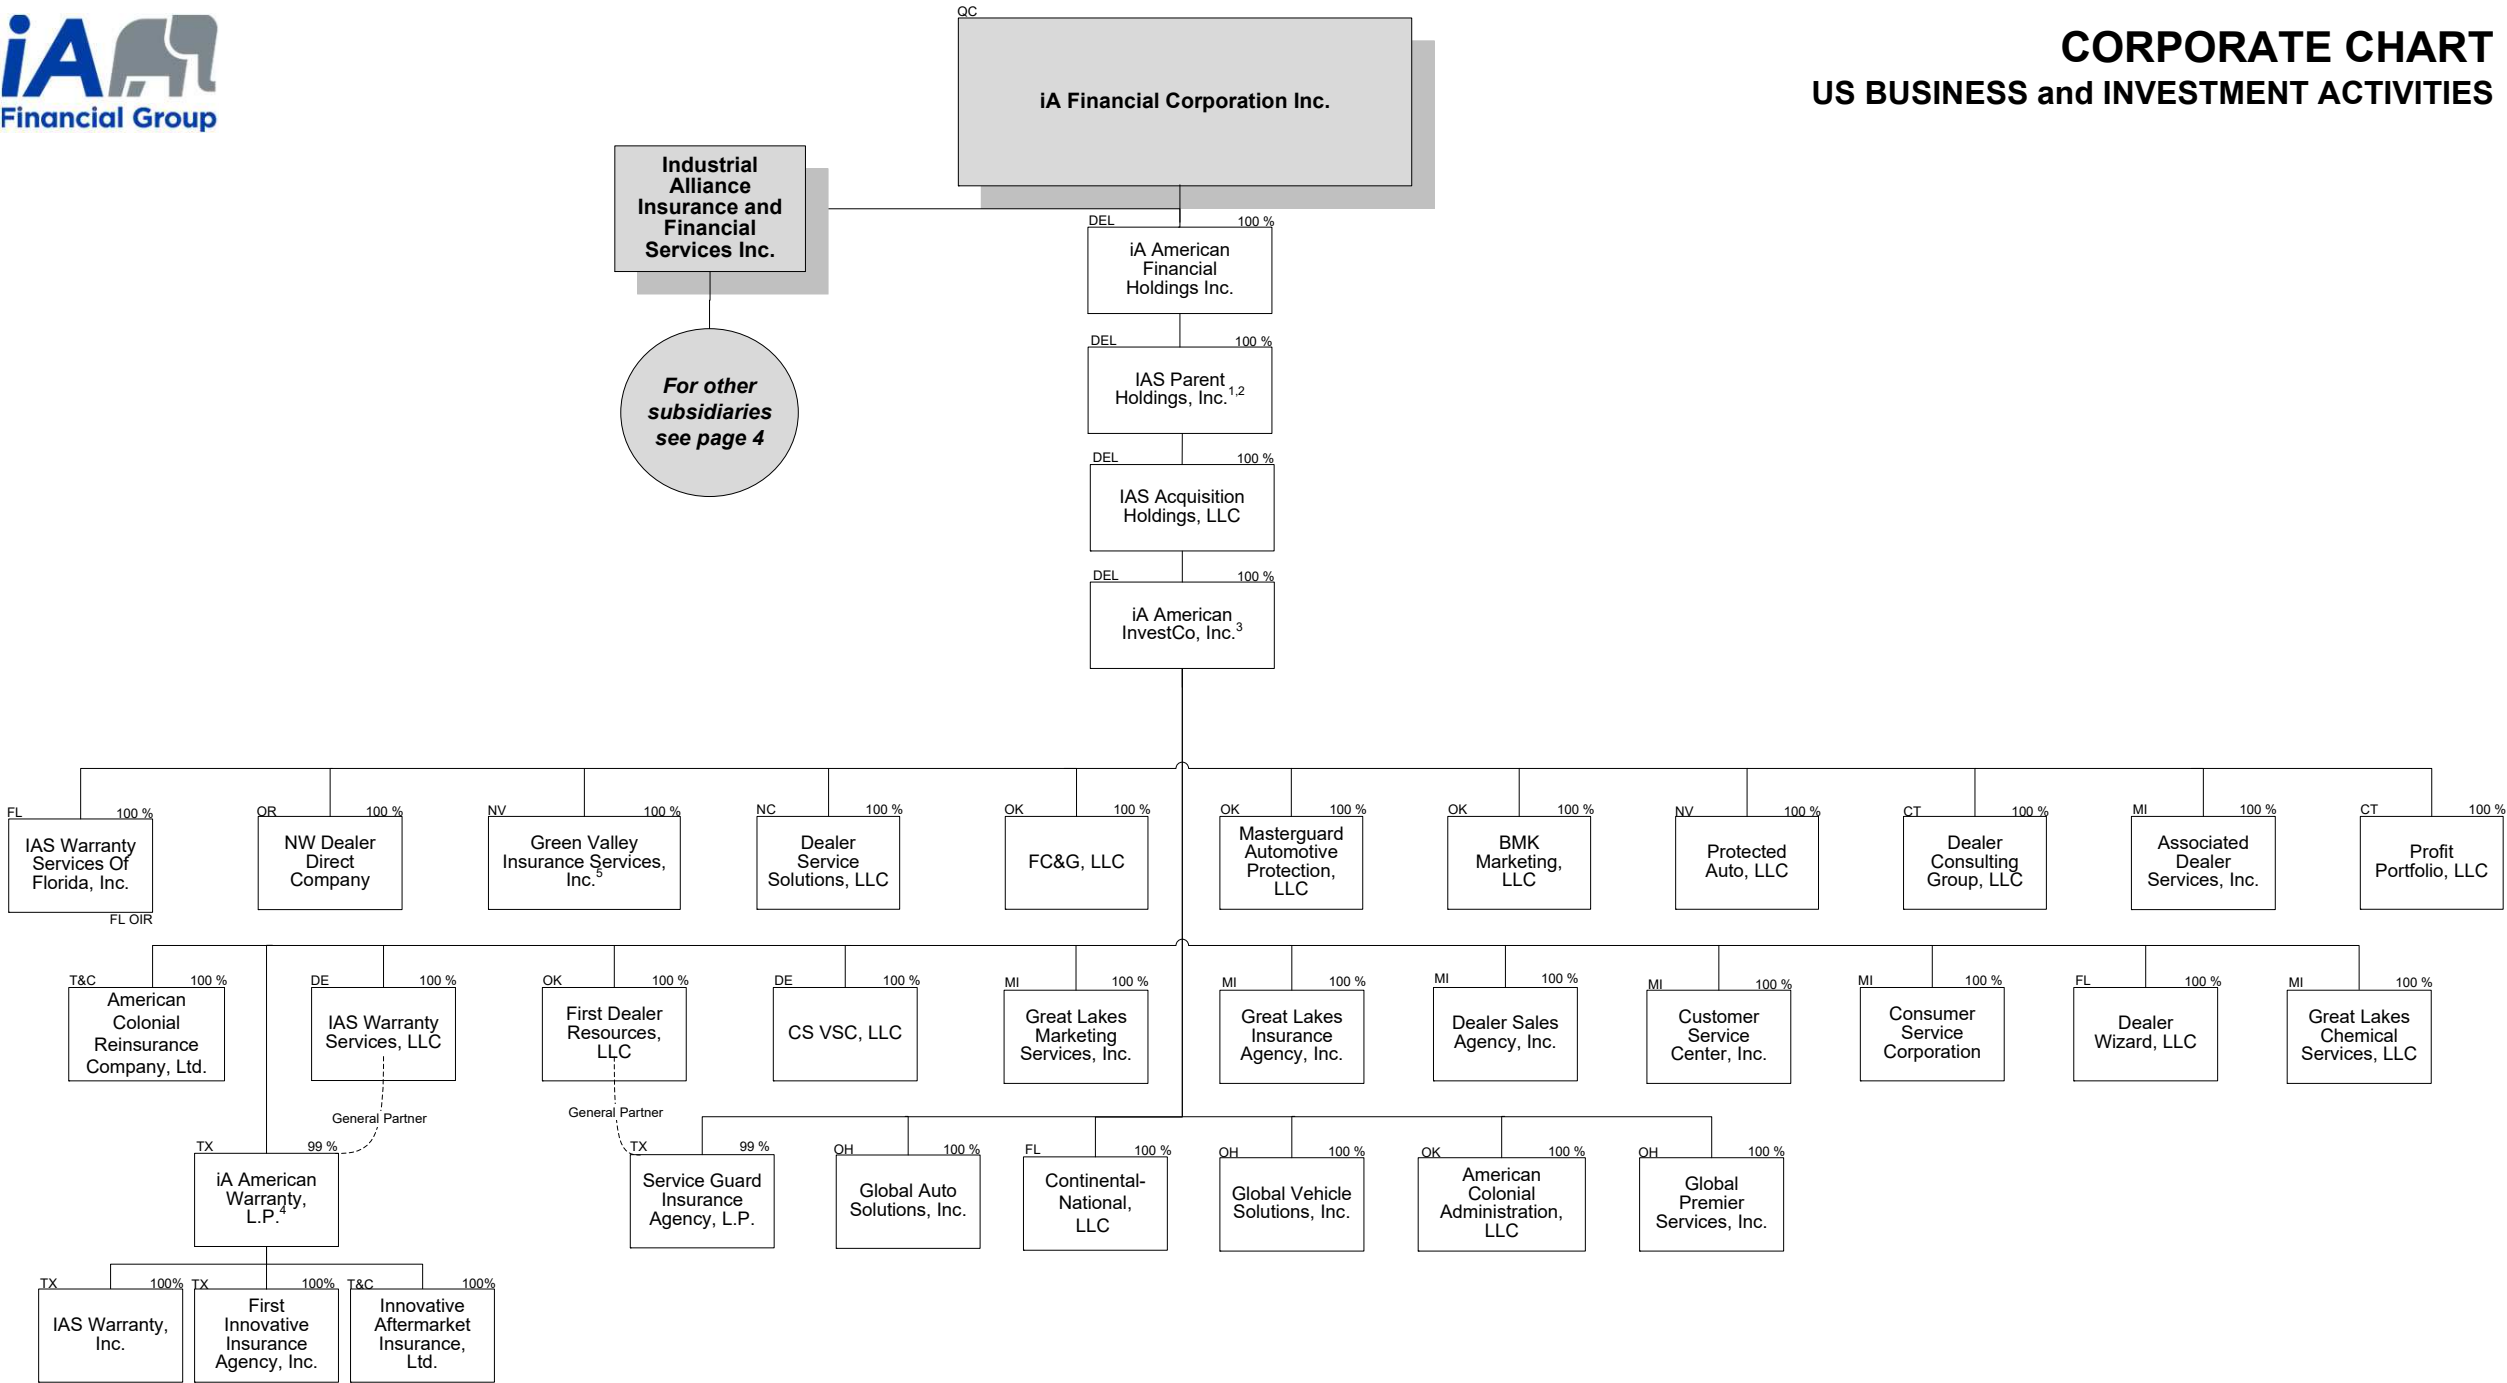 iA
Financial Group
CORPORATE CHART
US BUSINESS and INVESTMENT ACTIVITIES
QC
iA Financial Corporation Inc.
Industrial
Alliance
Insurance and
Financial
Services Inc.
For other
subsidiaries
see page 4
DEL 100 %
iA American
Financial
Holdings Inc.
DEL 100 %
IAS Parent
Holdings, Inc.1,2
DEL 100 %
IAS Acquisition
Holdings, LLC
DEL 100 %
iA American
InvestCo, Inc.3
FL 100 %
IAS Warranty
Services Of
Florida, Inc.
FL OIR
OR 100 %
NW Dealer
Direct
Company
NV 100 %
Green Valley
Insurance Services,
Inc.5
NC 100 %
Dealer
Service
Solutions, LLC
OK 100 %
FC&G, LLC
OK 100 %
Masterguard
Automotive
Protection,
LLC
OK 100 %
BMK
Marketing,
LLC
NV 100 %
Protected
Auto, LLC
CT 100 %
Dealer
Consulting
Group, LLC
MI 100 %
Associated
Dealer
Services, Inc.
CT 100 %
Profit
Portfolio, LLC
T&C 100 %
American
Colonial
Reinsurance
Company, Ltd.
DE 100 %
IAS Warranty
Services, LLC
General Partner
OK 100 %
First Dealer
Resources,
LLC
General Partner
DE 100 %
CS VSC, LLC
MI 100 %
Great Lakes
Marketing
Services, Inc.
MI 100 %
Great Lakes
Insurance
Agency, Inc.
MI 100 %
Dealer Sales
Agency, Inc.
MI 100 %
Customer
Service
Center, Inc.
MI 100 %
Consumer
Service
Corporation
FL 100 %
Dealer
Wizard, LLC
MI 100 %
Great Lakes
Chemical
Services, LLC
TX 99 %
iA American
Warranty,
L.P.4
TX 99 %
Service Guard
Insurance
Agency, L.P.
OH 100 %
Global Auto
Solutions, Inc.
FL 100 %
Continental-
National,
LLC
OH 100 %
Global Vehicle
Solutions, Inc.
OK 100 %
American
Colonial
Administration,
LLC
OH 100 %
Global
Premier
Services, Inc.
TX 100%
IAS Warranty,
Inc.
TX 100%
First
Innovative
Insurance
Agency, Inc.
T&C 100%
Innovative
Aftermarket
Insurance,
Ltd.